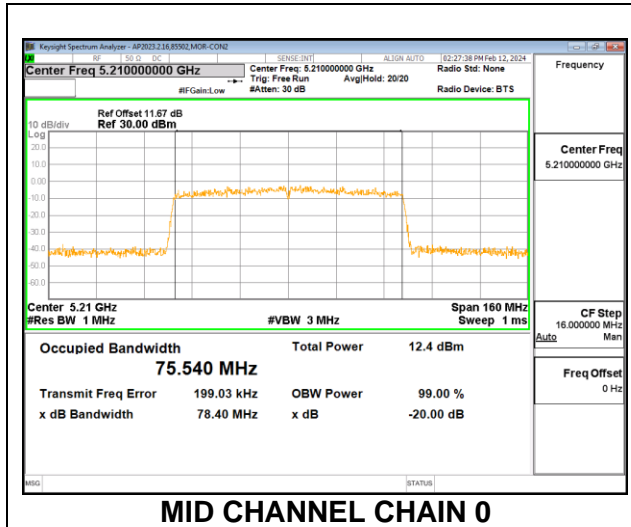 Keysight Spectrum Analyzer - AP2023.2.16,85502,MOR-CON2
RF 50 Ω DC SENSE:INT ALIGN AUTO 02:27:38 PM Feb 12, 2024
Center Freq 5.210000000 GHz
Center Freq: 5.210000000 GHz
Radio Std: None
Trig: Free Run Avg|Hold: 20/20
#IFGain:Low #Atten: 30 dB Radio Device: BTS
Frequency
Ref Offset 11.67 dB
10 dB/div Ref 30.00 dBm
Log
20.0
10.0
0.00
-10.0
-20.0
-30.0
-40.0
-50.0
-60.0
Center 5.21 GHz Span 160 MHz
#Res BW 1 MHz #VBW 3 MHz Sweep 1 ms
Center Freq
5.210000000 GHz
CF Step
16.000000 MHz
Auto Man
Freq Offset
0 Hz
Occupied Bandwidth Total Power 12.4 dBm
75.540 MHz
Transmit Freq Error 199.03 kHz OBW Power 99.00 %
x dB Bandwidth 78.40 MHz x dB -20.00 dB
MSG STATUS
MID CHANNEL CHAIN 0